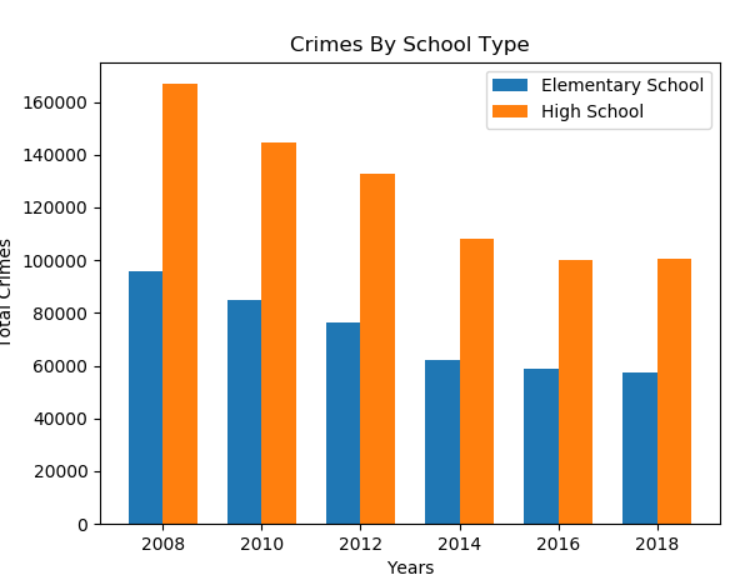 Crimes By School Type
Elementary School
High School
160000
140000
120000
100000
80000
60000
40000
20000
0
Total Crimes
2008 2010 2012 2014 2016 2018
Years